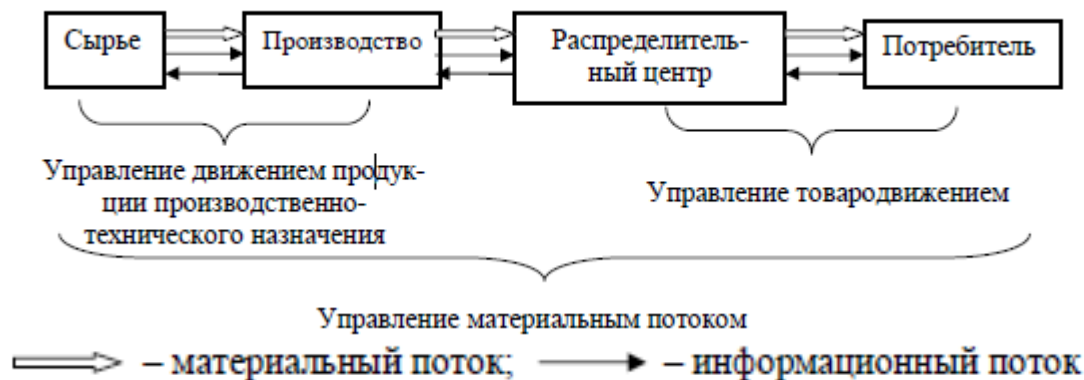 Сырье
Производство
Распределитель-
ный центр
Потребитель
Управление движением продук-
ции производственно-
технического назначения
Управление товародвижением
Управление материальным потоком
– материальный поток; – информационный поток